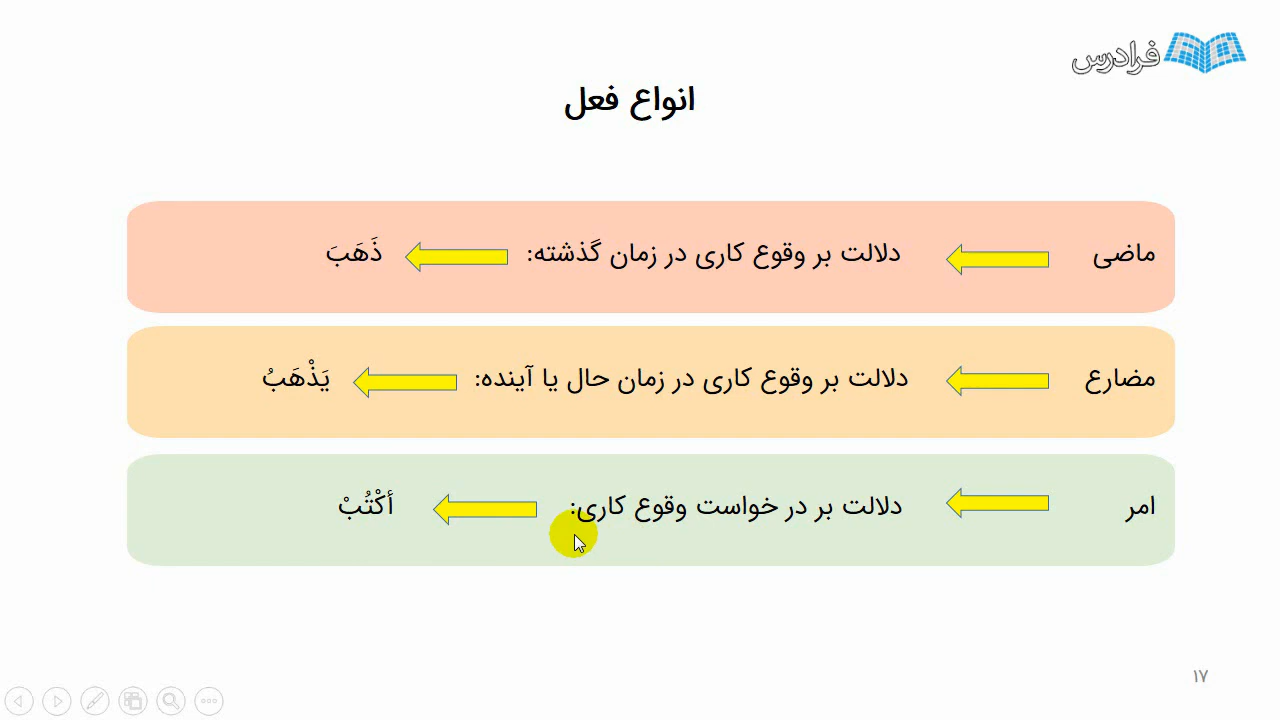 فرادرس
انواع فعل
ماضی دلالت بر وقوع کاری در زمان گذشته: ذَهَبَ
مضارع دلالت بر وقوع کاری در زمان حال یا آینده: يَذْهَبُ
امر دلالت بر در خواست وقوع کاری: أكْتُبْ
۱۷